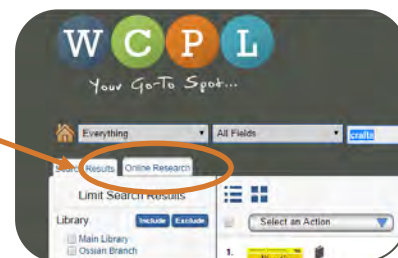 W C P L
Your Go-To Spot...
Everything All Fields crafts
Search Results Online Research
Limit Search Results
Library Include Exclude Select an Action
Main Library
Ossian Branch 1.